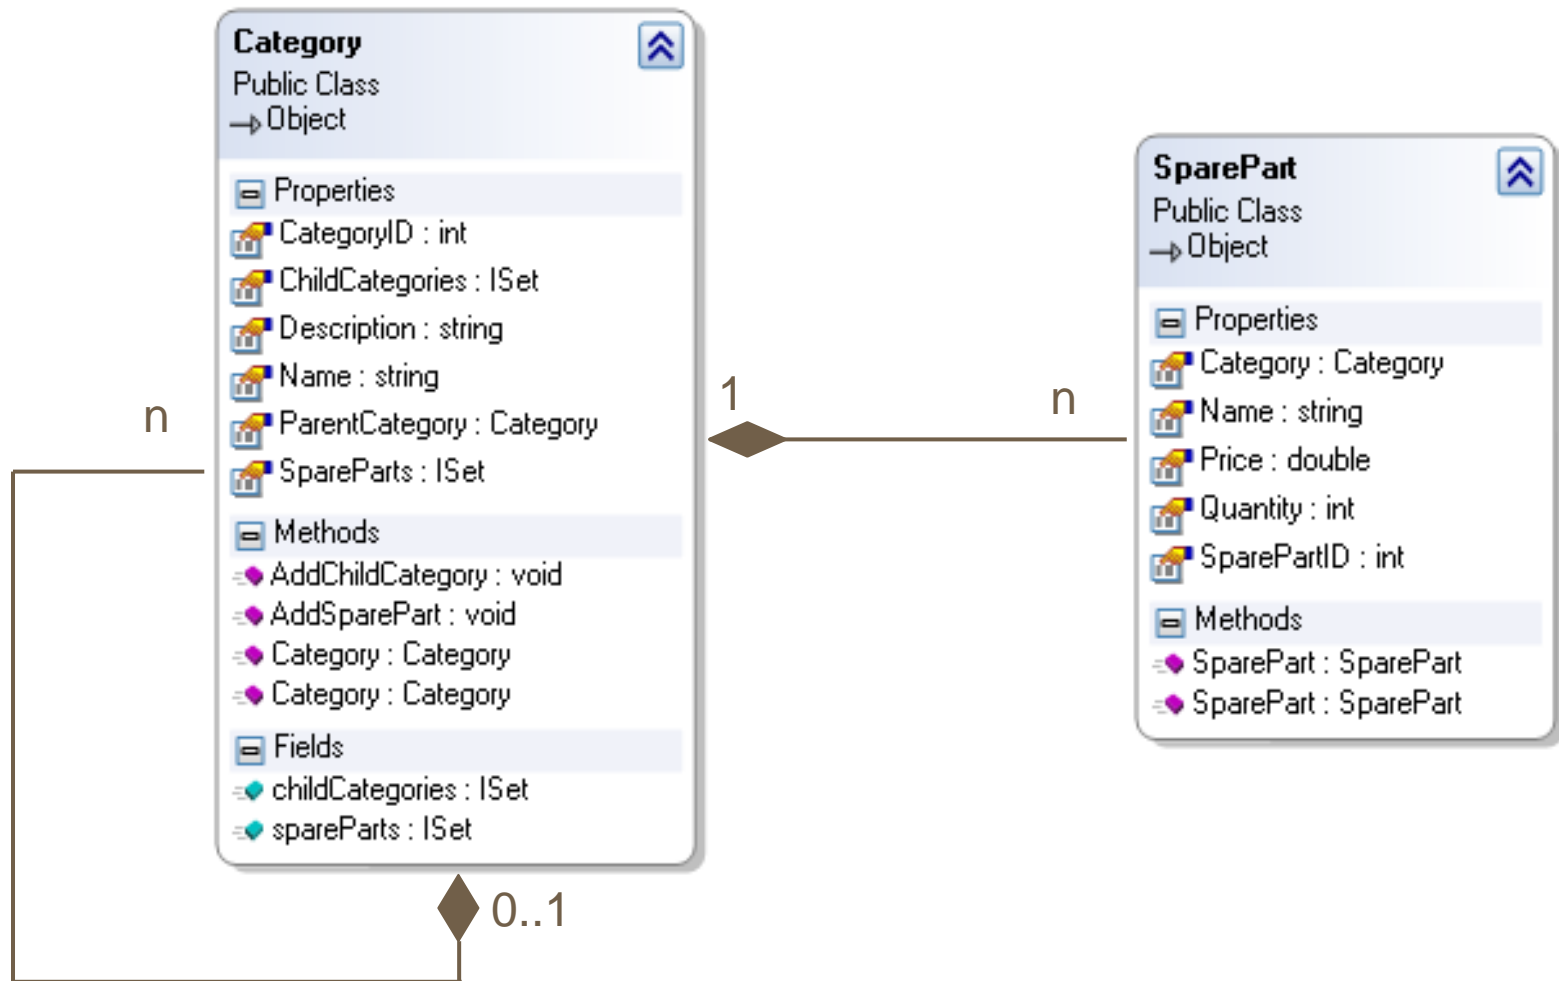 Category
Public Class
Object
Properties
CategoryID : int
ChildCategories : ISet
Description : string
Name : string
ParentCategory : Category
SpareParts : ISet
Methods
AddChildCategory : void
AddSparePart : void
Category : Category
Category : Category
Fields
childCategories : ISet
spareParts : ISet
n
0..1
1
n
SparePart
Public Class
Object
Properties
Category : Category
Name : string
Price : double
Quantity : int
SparePartID : int
Methods
SparePart : SparePart
SparePart : SparePart